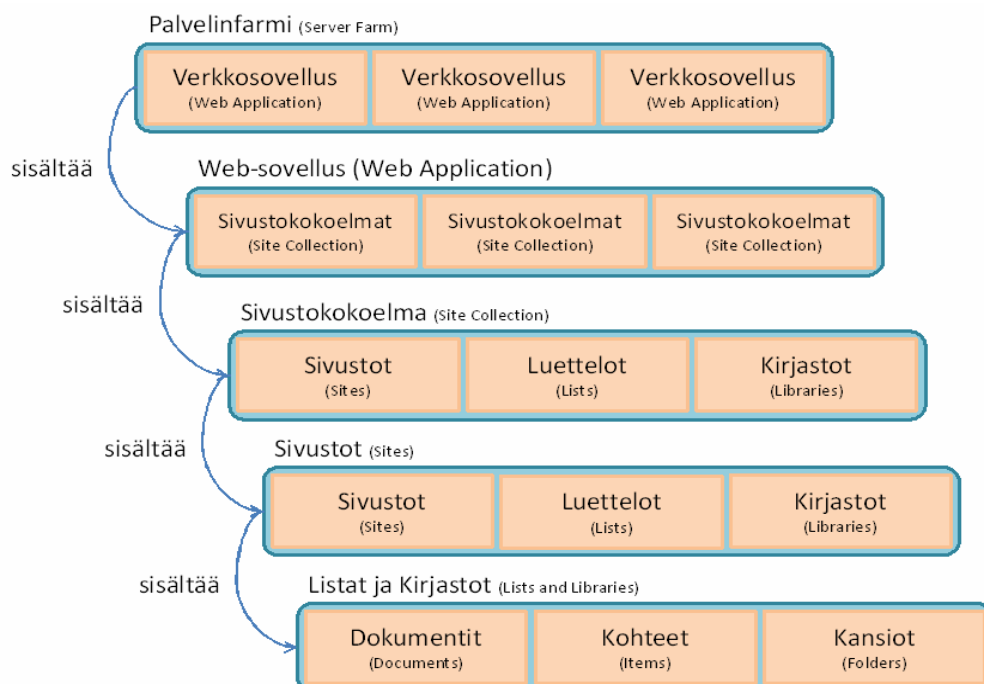 Palvelinfarmi (Server Farm)
Verkkosovellus Verkkosovellus Verkkosovellus
(Web Application) (Web Application) (Web Application)
sisältää
Web-sovellus (Web Application)
Sivustokokoelmat Sivustokokoelmat Sivustokokoelmat
(Site Collection) (Site Collection) (Site Collection)
sisältää
Sivustokokoelma (Site Collection)
Sivustot Luettelot Kirjastot
(Sites) (Lists) (Libraries)
sisältää
Sivustot (Sites)
Sivustot Luettelot Kirjastot
(Sites) (Lists) (Libraries)
sisältää
Listat ja Kirjastot (Lists and Libraries)
Dokumentit Kohteet Kansiot
(Documents) (Items) (Folders)